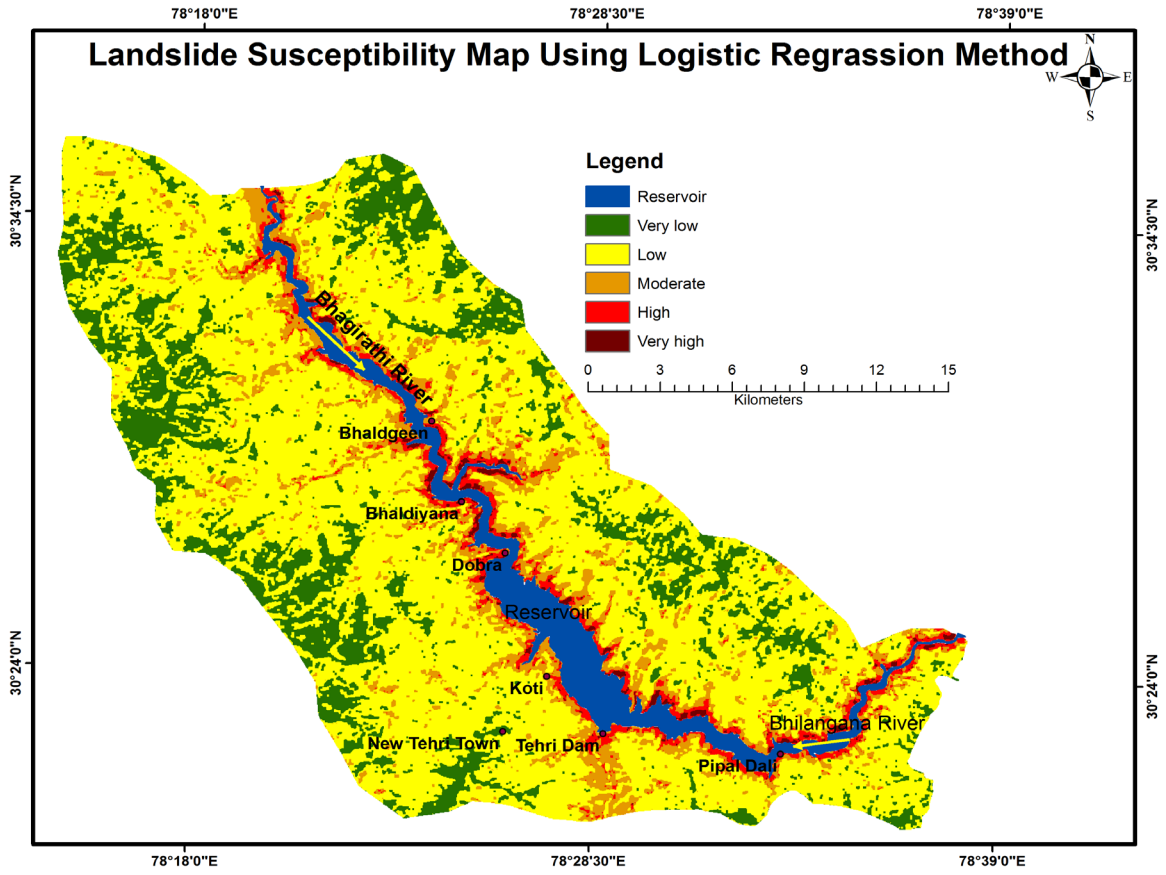 78°18'0"E 78°28'30"E 78°39'0"E
Landslide Susceptibility Map Using Logistic Regrassion Method
N
W E
S
Legend
Reservoir
Very low
Low
Moderate
High
Very high
0 3 6 9 12 15
Kilometers
30°34'30"N
30°34'30"N
Bhagirathi River
Bhaldgeen
Bhaldiyana
Dobra
Reservoir
30°24'0"N
30°24'0"N
Koti
Bhilangana River
New Tehri Town
Tehri Dam
Pipal Dali
78°18'0"E 78°28'30"E 78°39'0"E